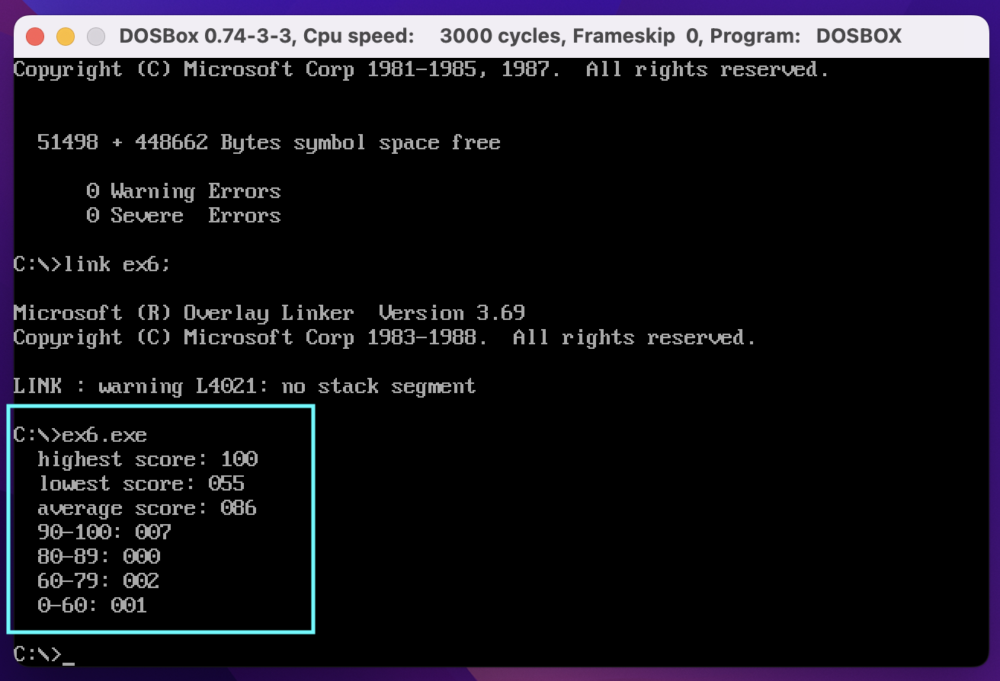 DOSBox 0.74-3-3, Cpu speed: 3000 cycles, Frameskip 0, Program: DOSBOX
Copyright (C) Microsoft Corp 1981-1985, 1987.  All rights reserved.
51498 + 448662 Bytes symbol space free
0 Warning Errors
0 Severe  Errors
C:\>link ex6;
Microsoft (R) Overlay Linker  Version 3.69
Copyright (C) Microsoft Corp 1983-1988.  All rights reserved.
LINK : warning L4021: no stack segment
C:\>ex6.exe
highest score: 100
lowest score: 055
average score: 086
90-100: 007
80-89: 000
60-79: 002
0-60: 001
C:\>_